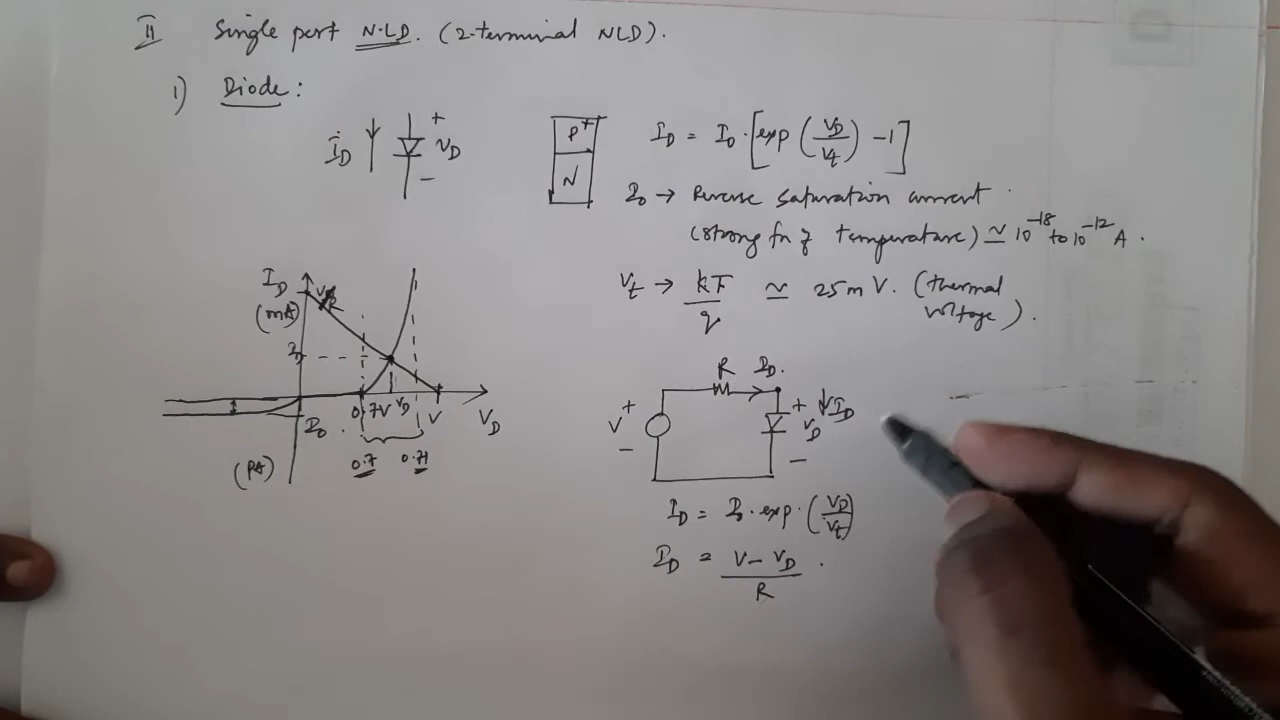 II Single port N.L.D. (2-terminal NLD).
1) Diode:
I_D + V_D −
P+
N
I_D = I_0 · [exp (V_D/V_t) −1]
I_0 → Reverse saturation current.
(strong fn of temperature) ≃ 10^-18 to 10^-12 A.
V_t → kT/q ≃ 25 m V. (thermal voltage).
I_D
(mA)
V/R
I_D
0.7V V_D V V_D
I_0.
0.7 0.71
(PA)
R I_D.
+ V −
+ V_D − I_D
I_D = I_0 · exp · (V_D/V_t)
I_D = V − V_D / R .